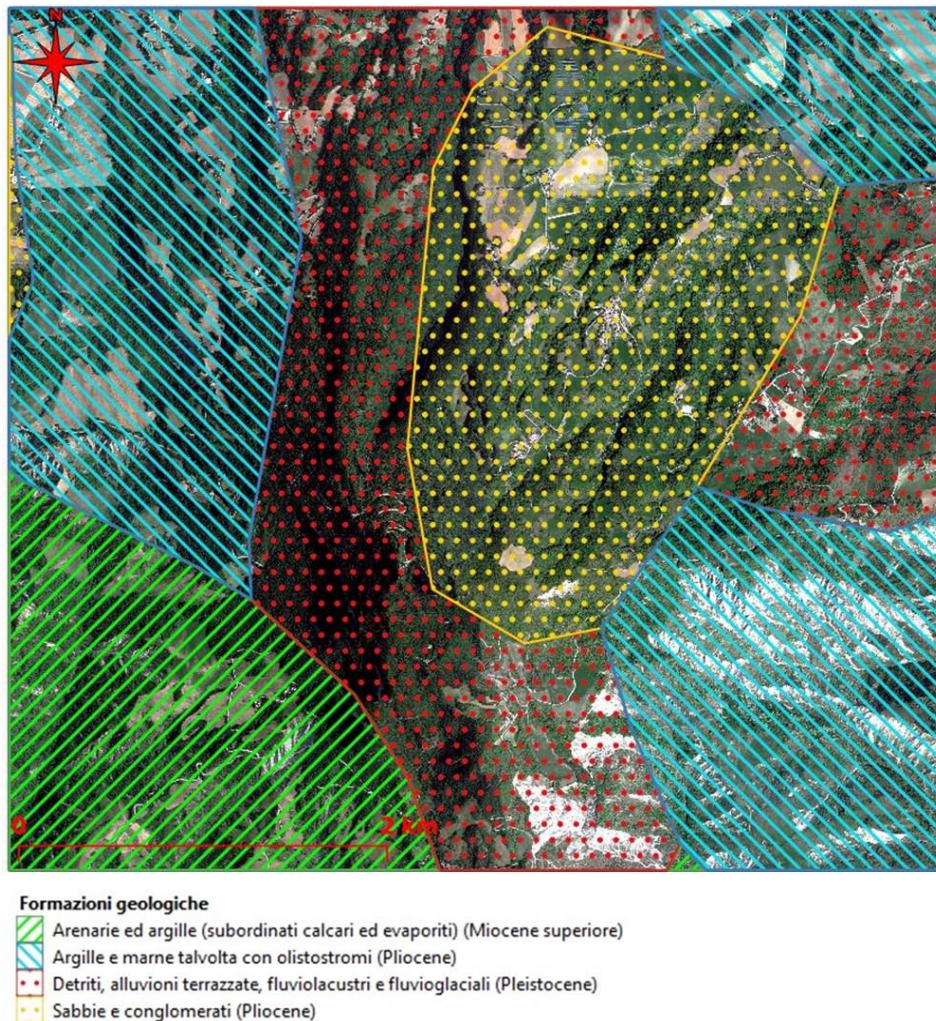 N
0
2 km
Formazioni geologiche
Arenarie ed argille (subordinati calcari ed evaporiti) (Miocene superiore)
Argille e marne talvolta con olistostromi (Pliocene)
Detriti, alluvioni terrazzate, fluviolacustri e fluvioglaciali (Pleistocene)
Sabbie e conglomerati (Pliocene)